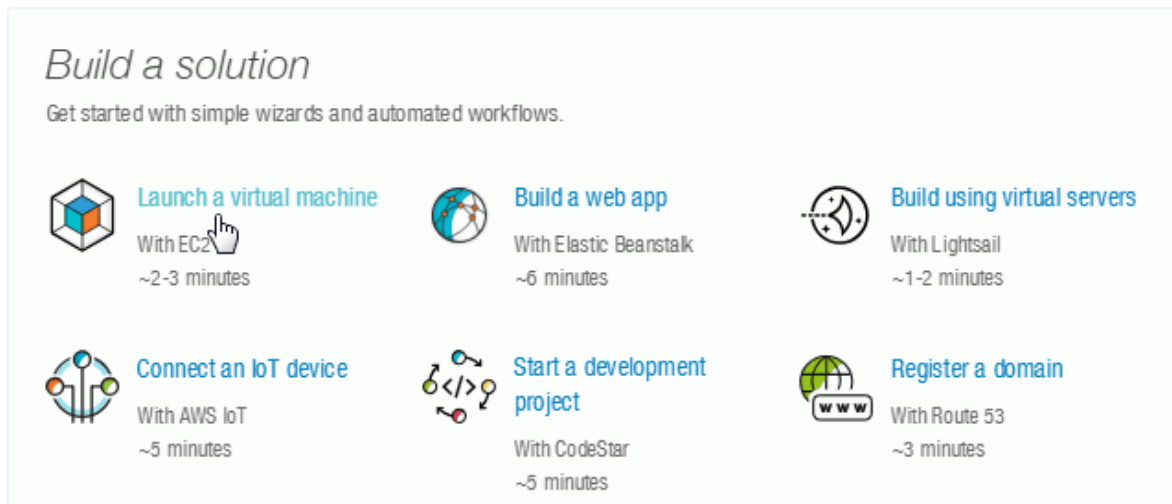 Build a solution
Get started with simple wizards and automated workflows.
Launch a virtual machine
With EC2
~2-3 minutes
Build a web app
With Elastic Beanstalk
~6 minutes
Build using virtual servers
With Lightsail
~1-2 minutes
Connect an IoT device
With AWS IoT
~5 minutes
</>
Start a development
project
With CodeStar
~5 minutes
www
Register a domain
With Route 53
~3 minutes